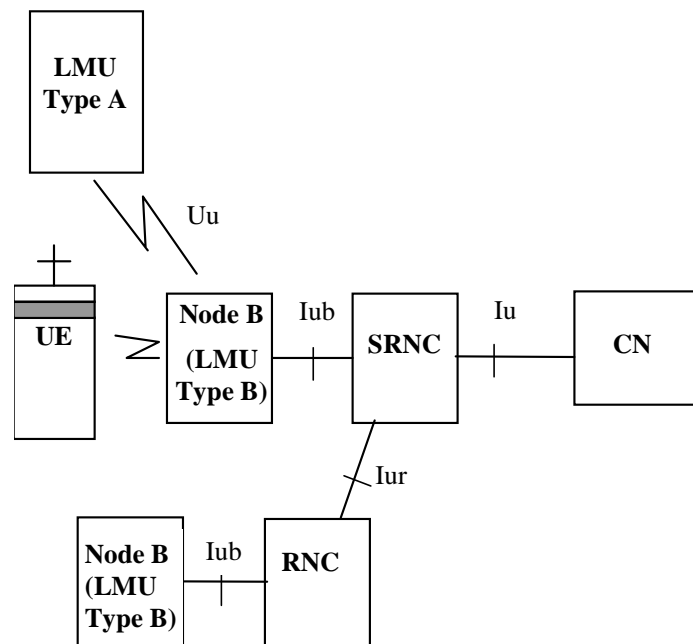 LMU
Type A
Uu
UE
Node B
(LMU
Type B)
Iub
SRNC
Iu
CN
Iur
Node B
(LMU
Type B)
Iub
RNC